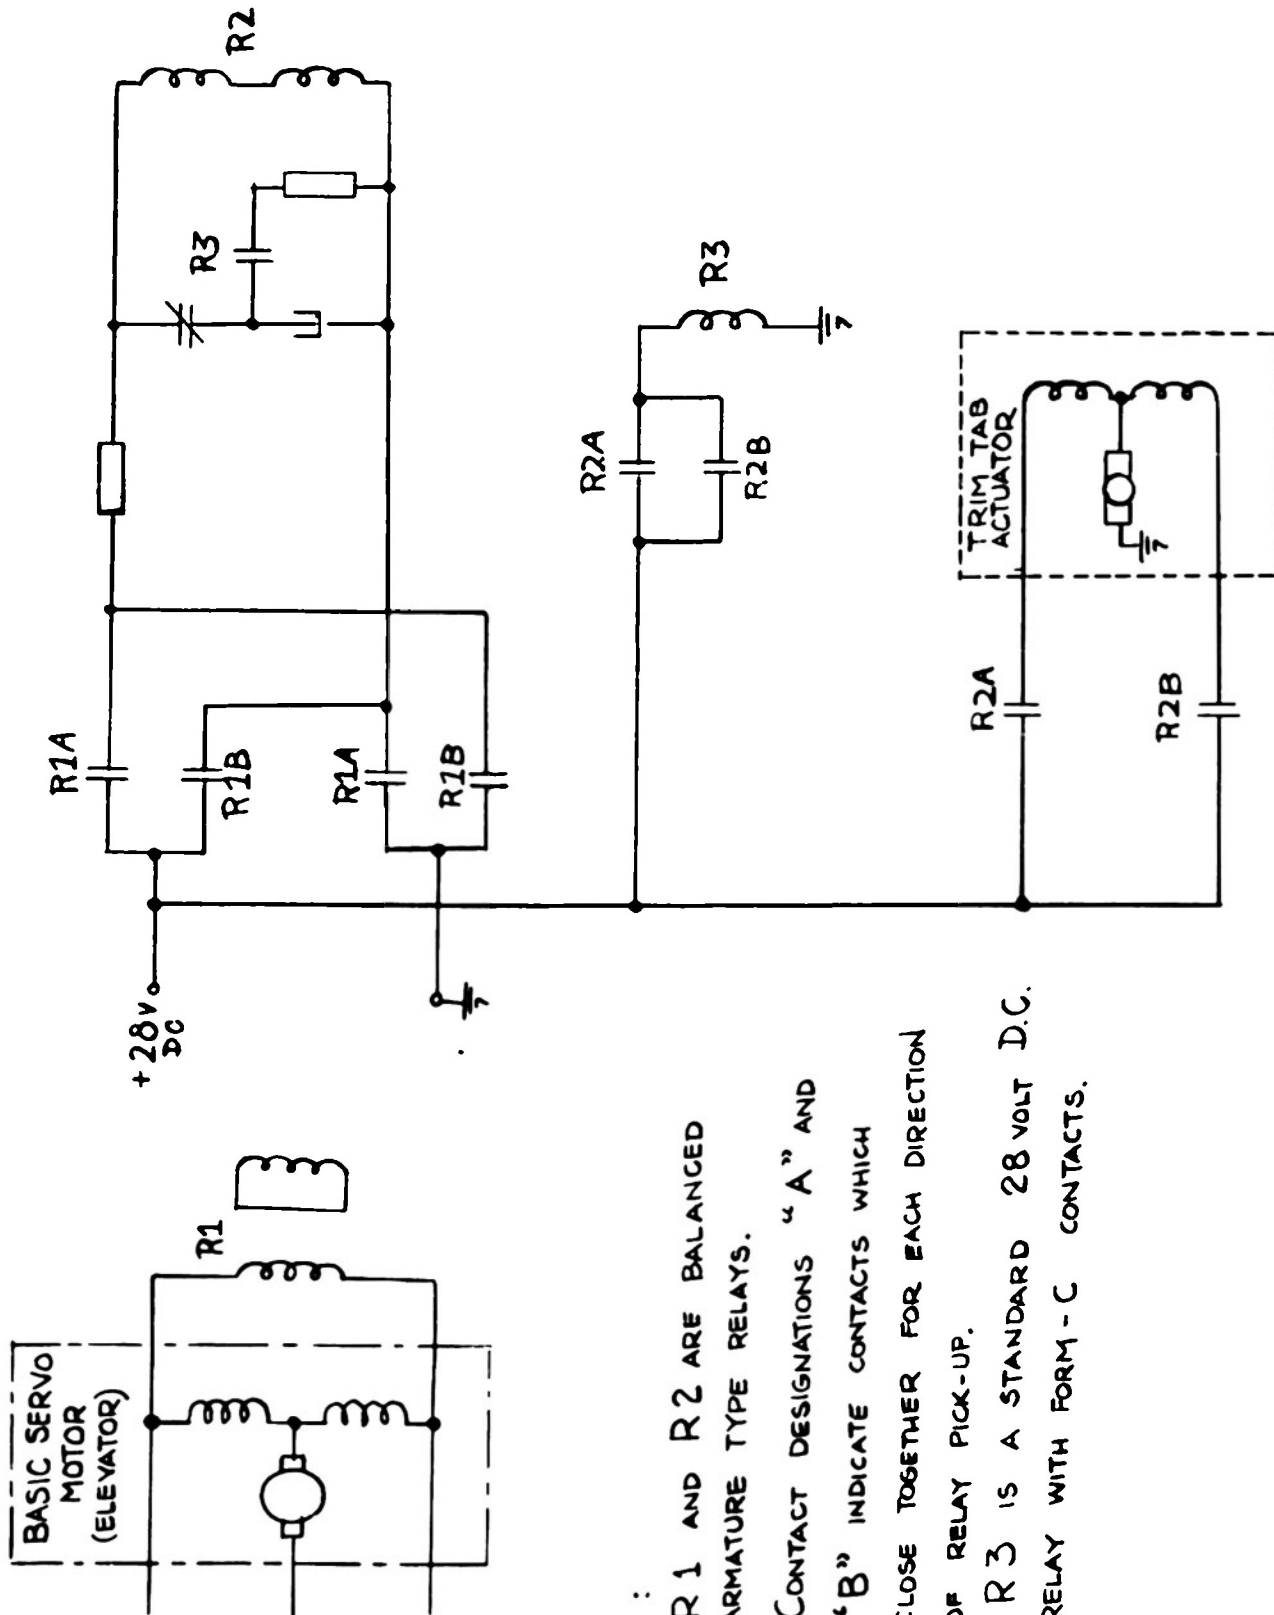 BASIC SERVO
MOTOR
(ELEVATOR)
R1
+28V
DC
R1A
R1B
R1A
R1B
R3
R2
R2A
R2B
R3
TRIM TAB
ACTUATOR
R2A
R2B
:
R1 AND R2 ARE BALANCED
ARMATURE TYPE RELAYS.
CONTACT DESIGNATIONS "A" AND
"B" INDICATE CONTACTS WHICH
CLOSE TOGETHER FOR EACH DIRECTION
OF RELAY PICK-UP.
R3 IS A STANDARD 28 VOLT D.C.
RELAY WITH FORM-C CONTACTS.